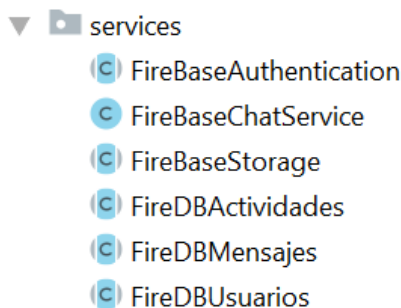 services
C FireBaseAuthentication
C FireBaseChatService
C FireBaseStorage
C FireDBActividades
C FireDBMensajes
C FireDBUsuarios